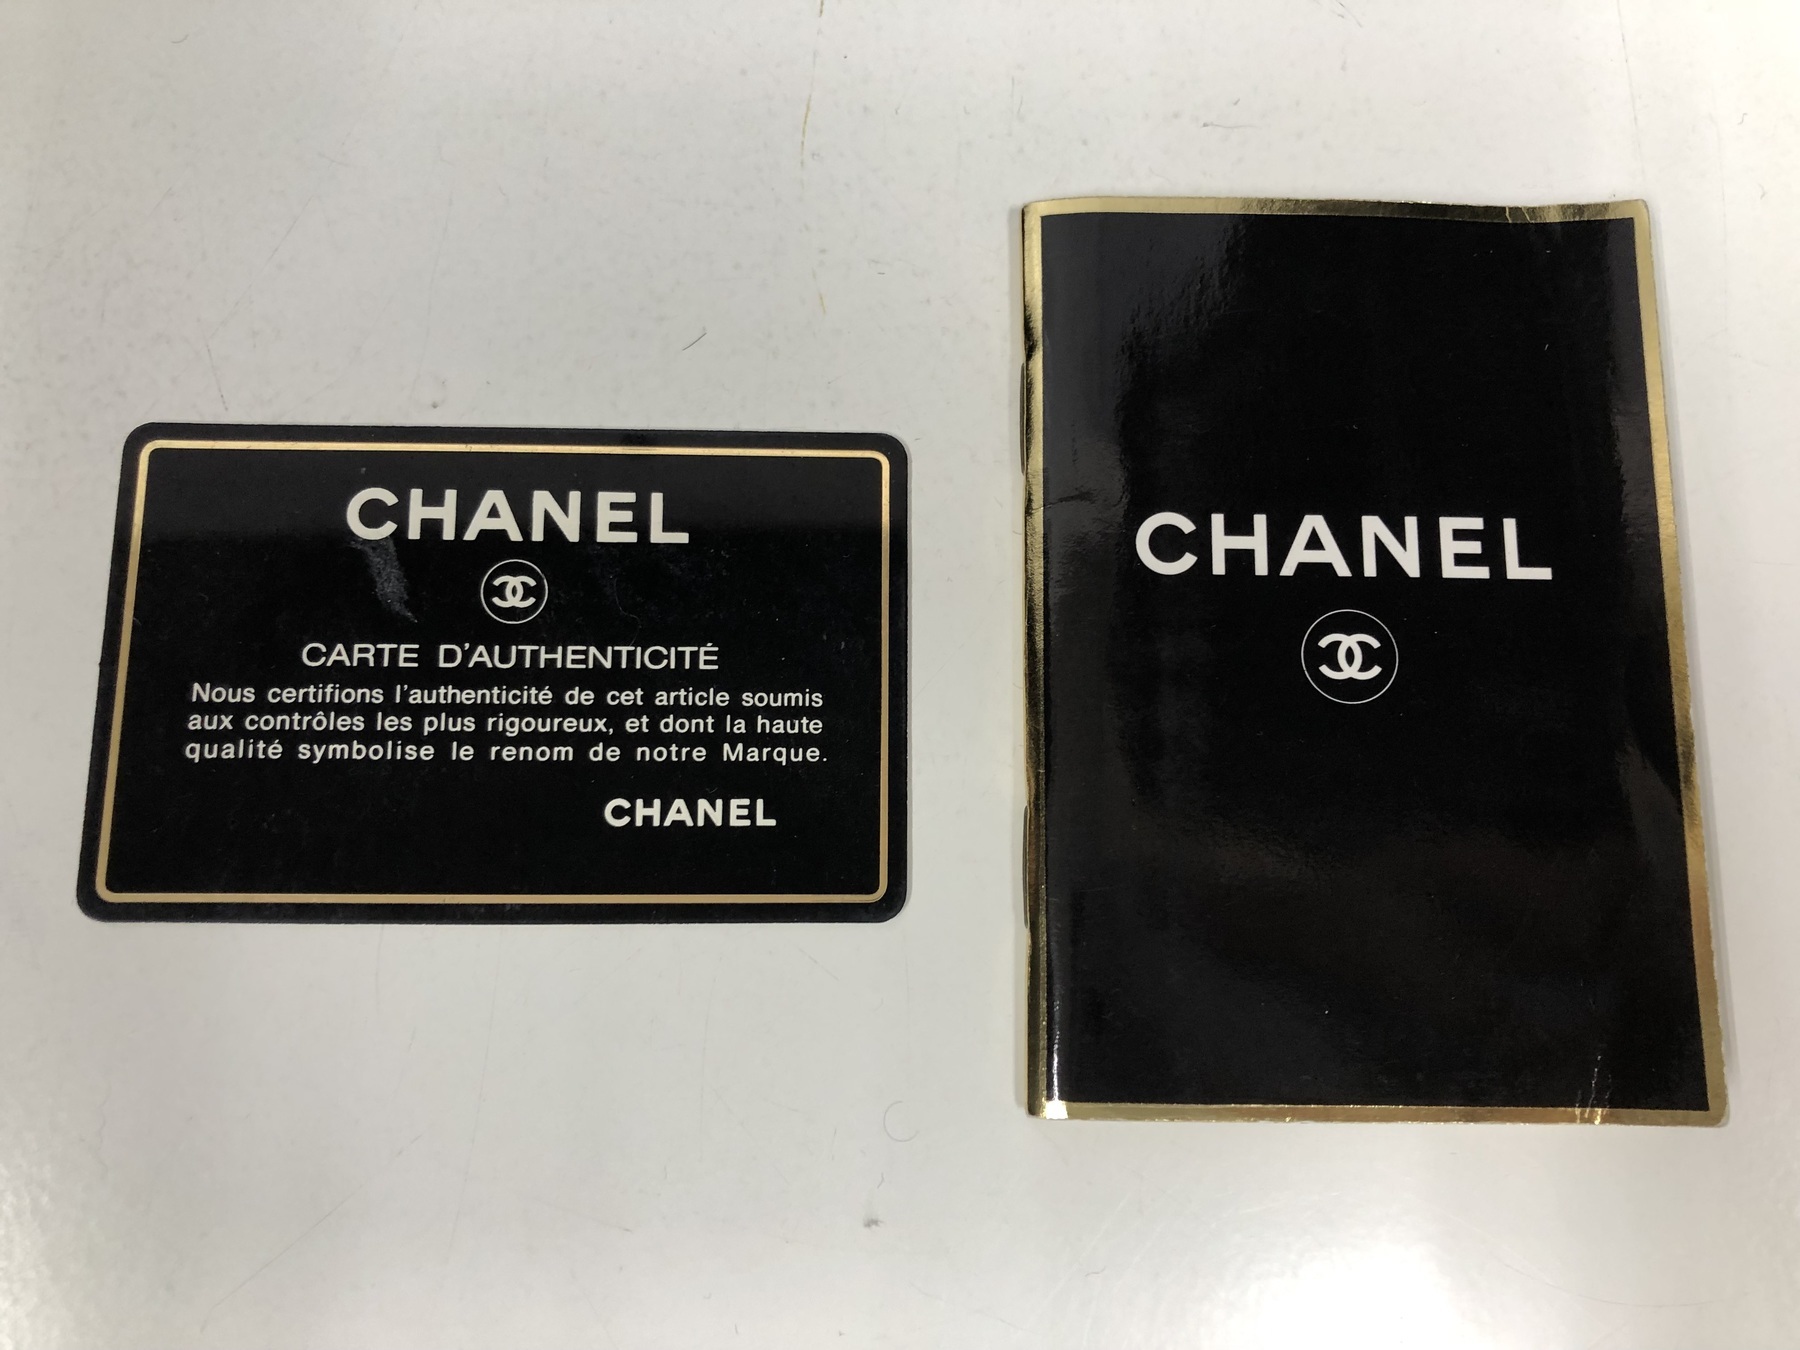 CHANEL
CARTE D'AUTHENTICITÉ
Nous certifions l'authenticité de cet article soumis
aux contrôles les plus rigoureux, et dont la haute
qualité symbolise le renom de notre Marque.
CHANEL
CHANEL